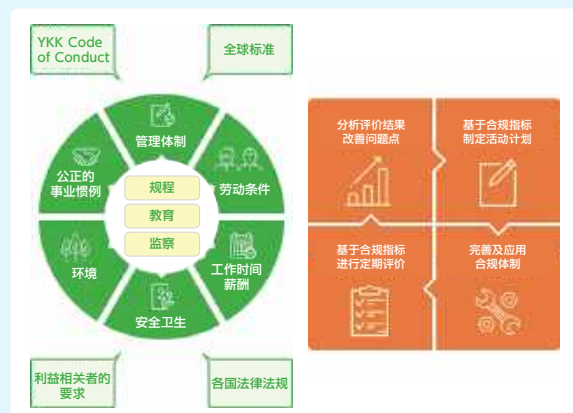 YKK Code
of Conduct
全球标准
管理体制
公正的
事业惯例
劳动条件
规程
教育
监察
环境
工作时间
薪酬
安全卫生
利益相关者的
要求
各国法律法规
分析评价结果
改善问题点
基于合规指标
制定活动计划
基于合规指标
进行定期评价
完善及应用
合规体制